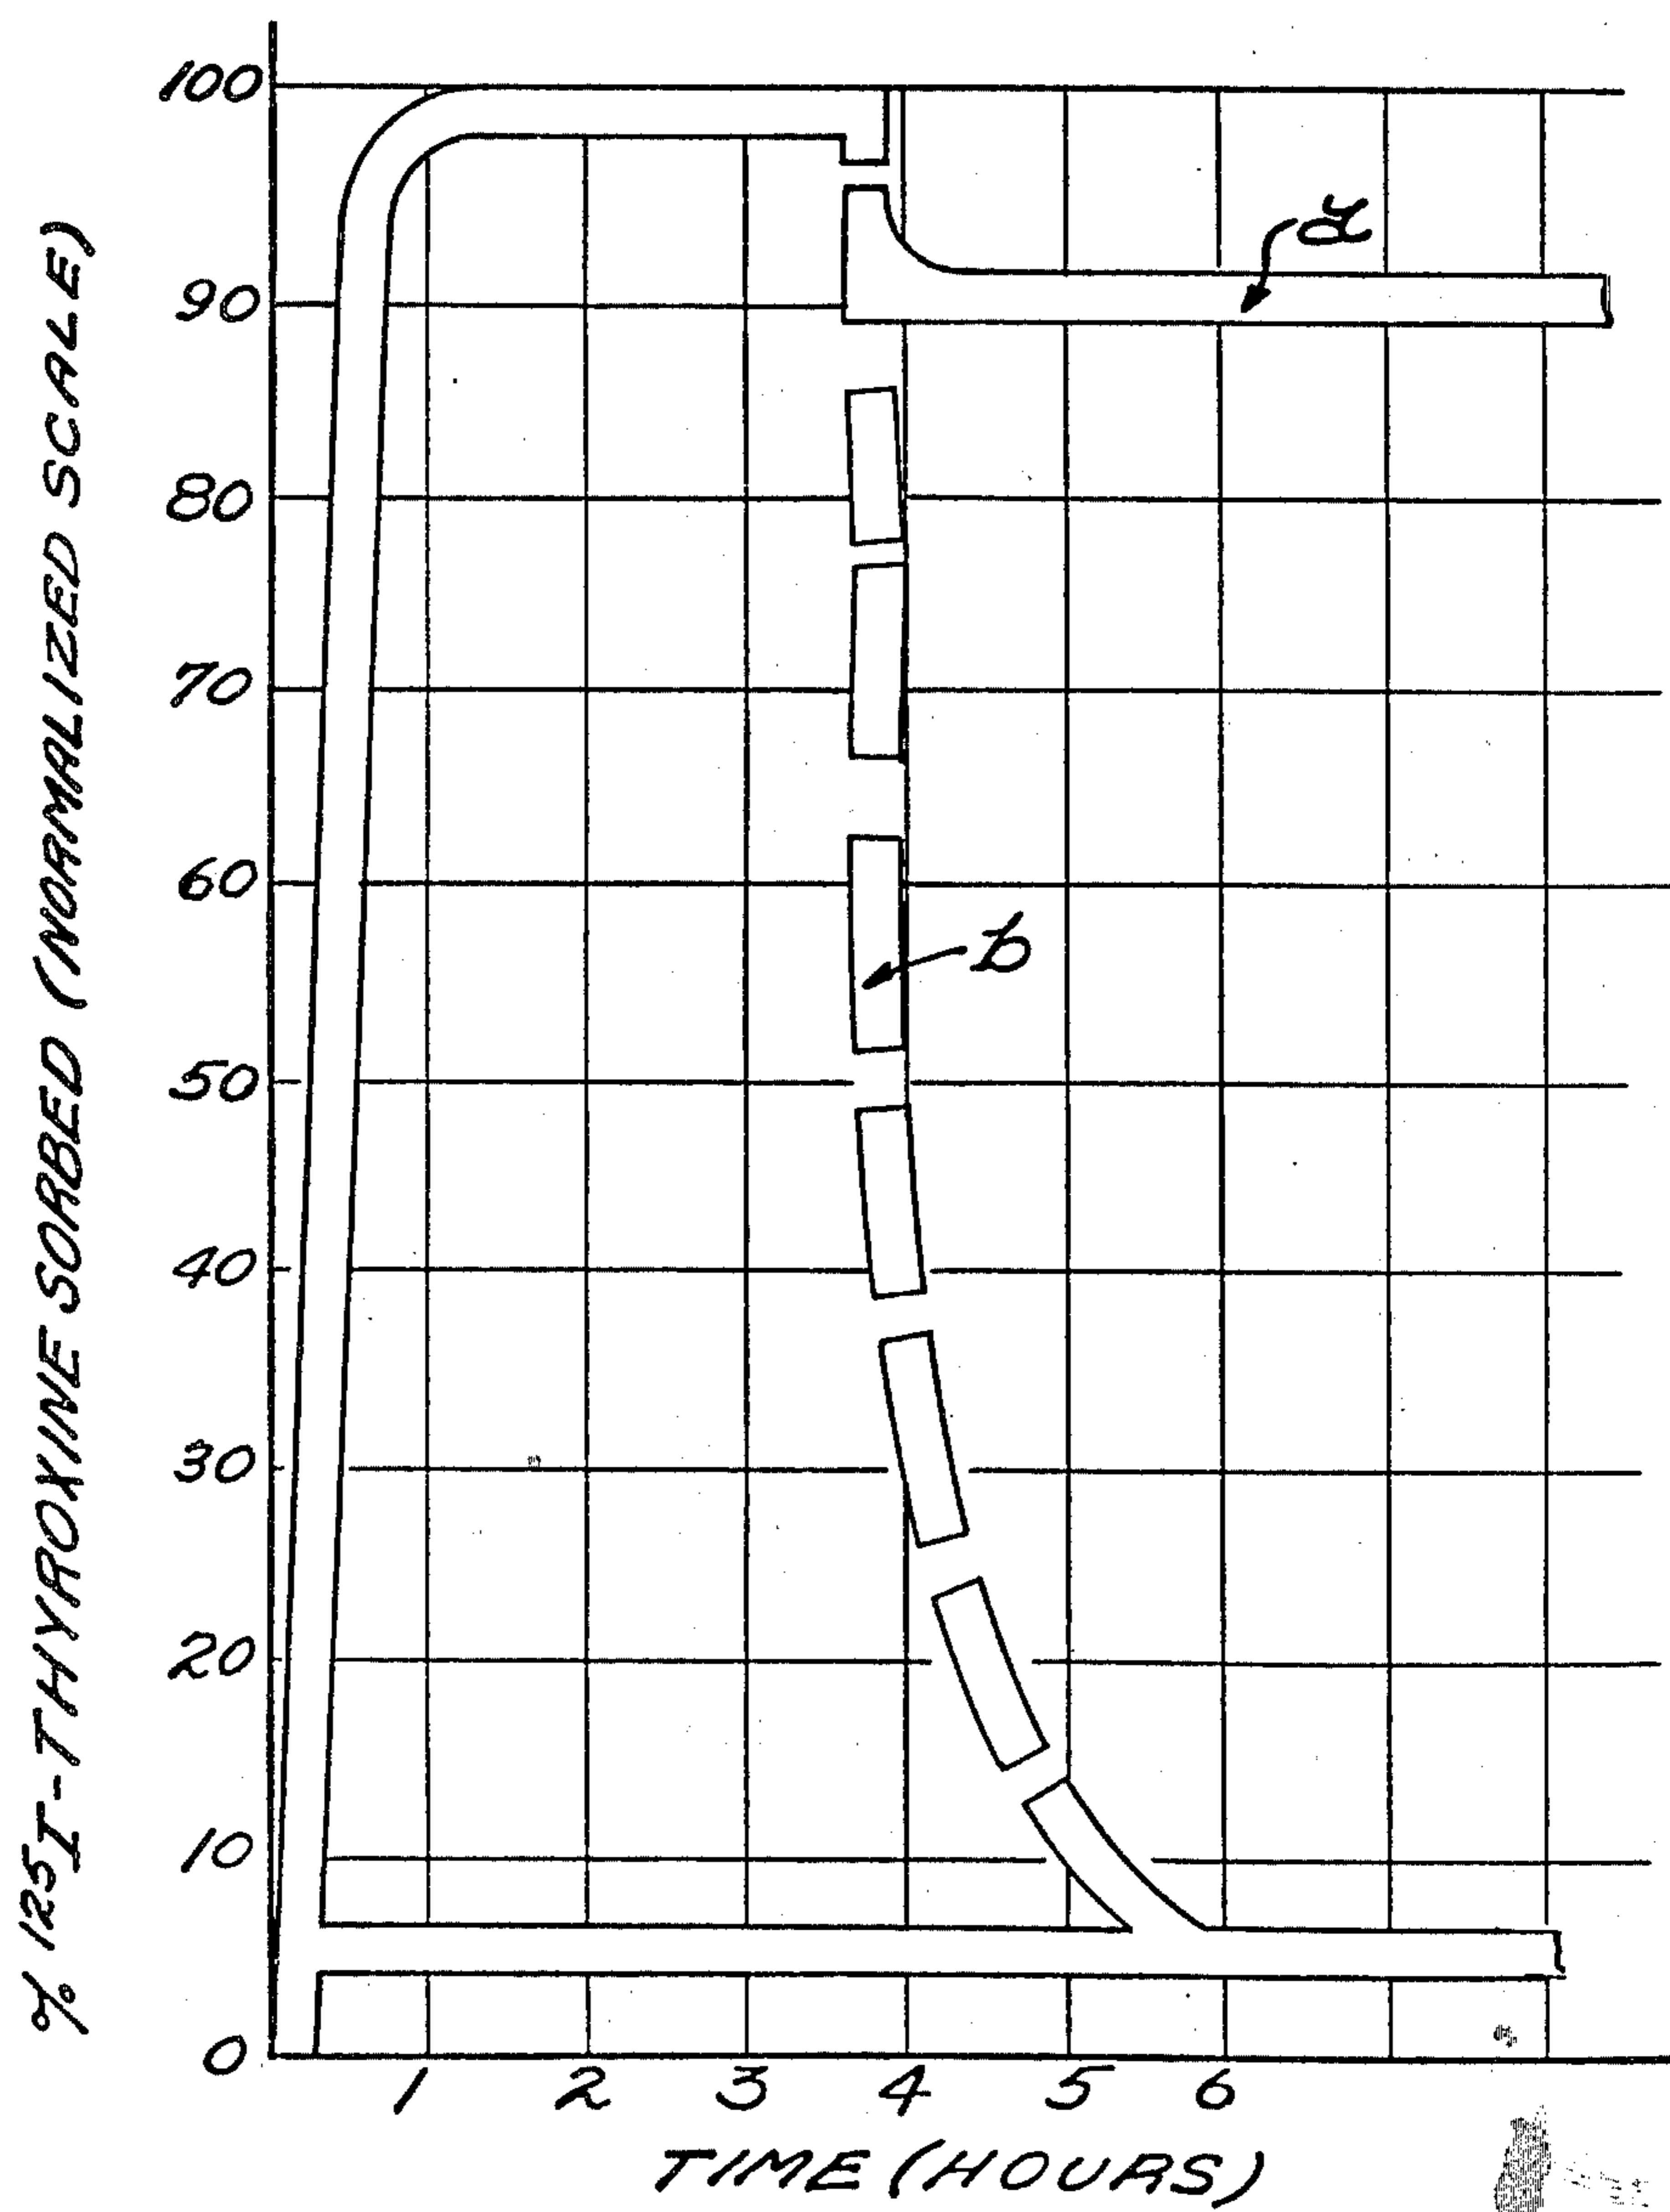 % 125I-THYROXINE SORBED (NORMALIZED SCALE)
100
90
80
70
60
50
40
30
20
10
0
a
b
1 2 3 4 5 6
TIME (HOURS)